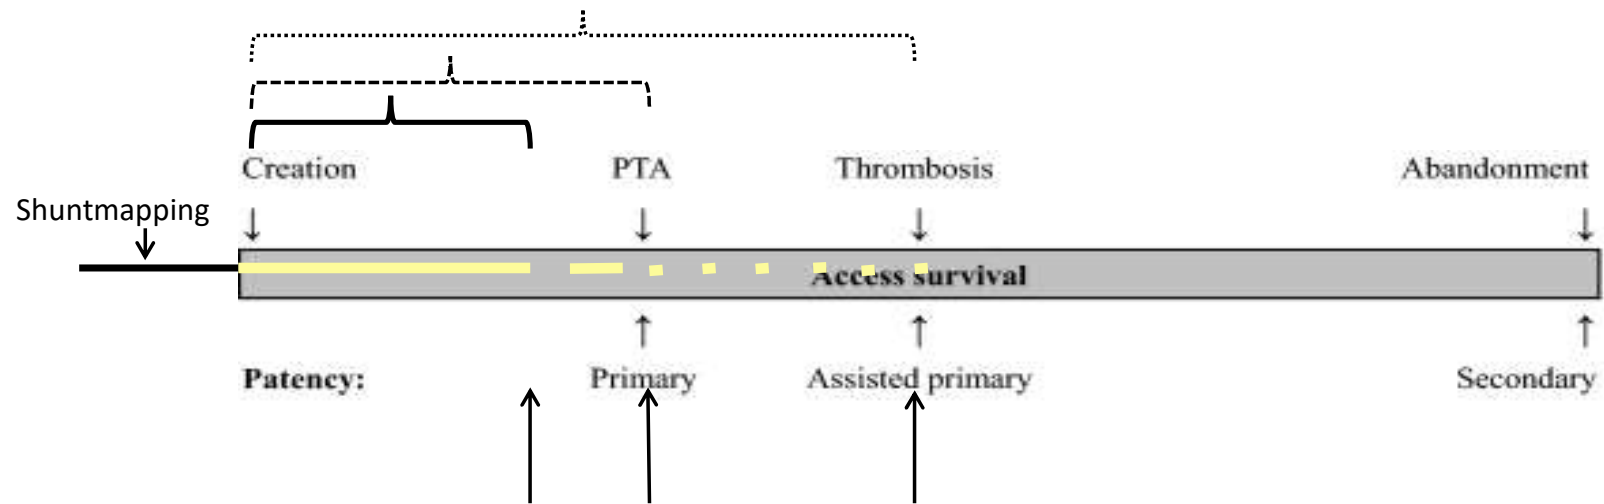 Creation PTA Thrombosis Abandonment
Shuntmapping
Access survival
Patency: Primary Assisted primary Secondary